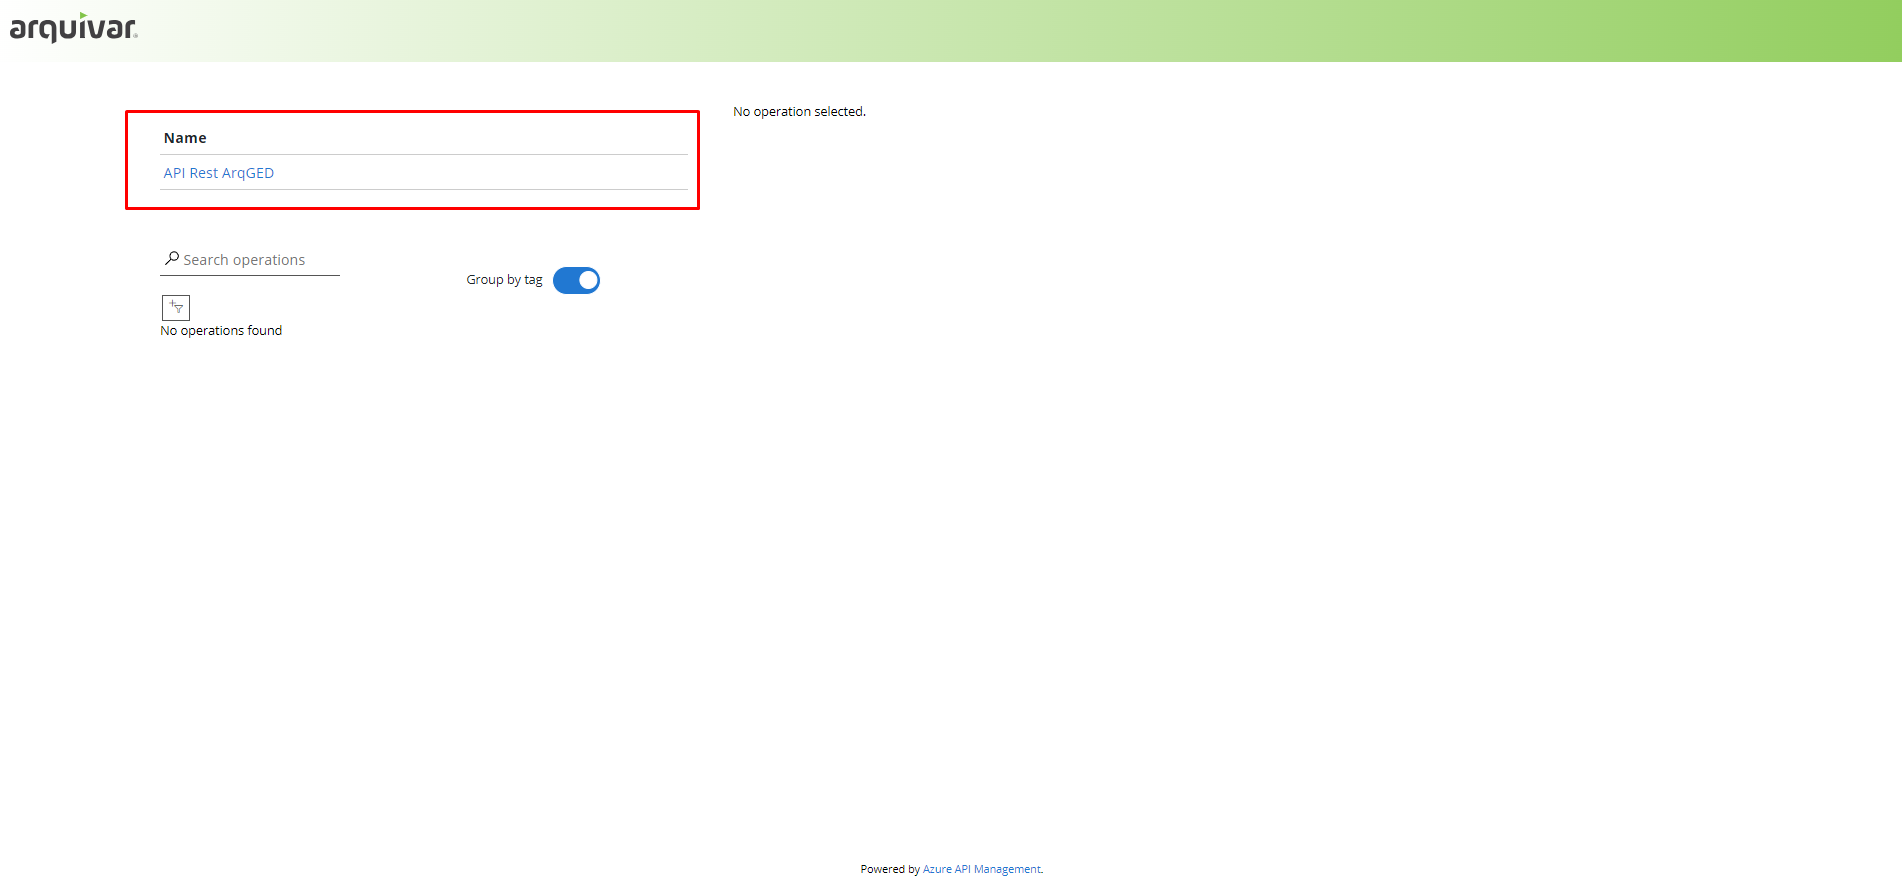 arquivar®
No operation selected.
Name
API Rest ArqGED
Search operations
Group by tag
No operations found
Powered by Azure API Management.